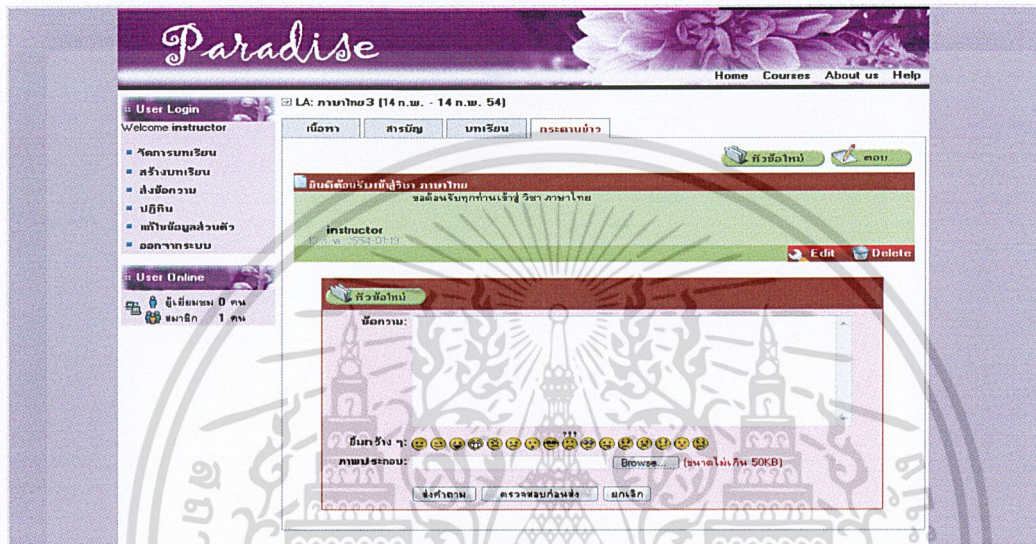 Paradise
Home Courses About us Help
:: User Login
Welcome instructor
จัดการบทเรียน
สร้างบทเรียน
ส่งข้อความ
ปฏิทิน
แก้ไขข้อมูลส่วนตัว
ออกจากระบบ
:: User Online
ผู้เยี่ยมชม 0 คน
สมาชิก 1 คน
LA: ภาษาไทย3 (14 ก.พ. - 14 ก.พ. 54)
เนื้อหา สารบัญ บทเรียน กระดานข่าว
หัวข้อใหม่ ตอบ
ยินดีต้อนรับเข้าสู่วิชา ภาษาไทย
ขอต้อนรับทุกท่านเข้าสู่ วิชา ภาษาไทย
instructor
Edit Delete
หัวข้อใหม่
ข้อความ:
ยิ้มกว้าง ๆ:
ภาพประกอบ: Browse... (ขนาดไม่เกิน 50KB)
ส่งคำถาม ตรวจสอบก่อนส่ง ยกเลิก